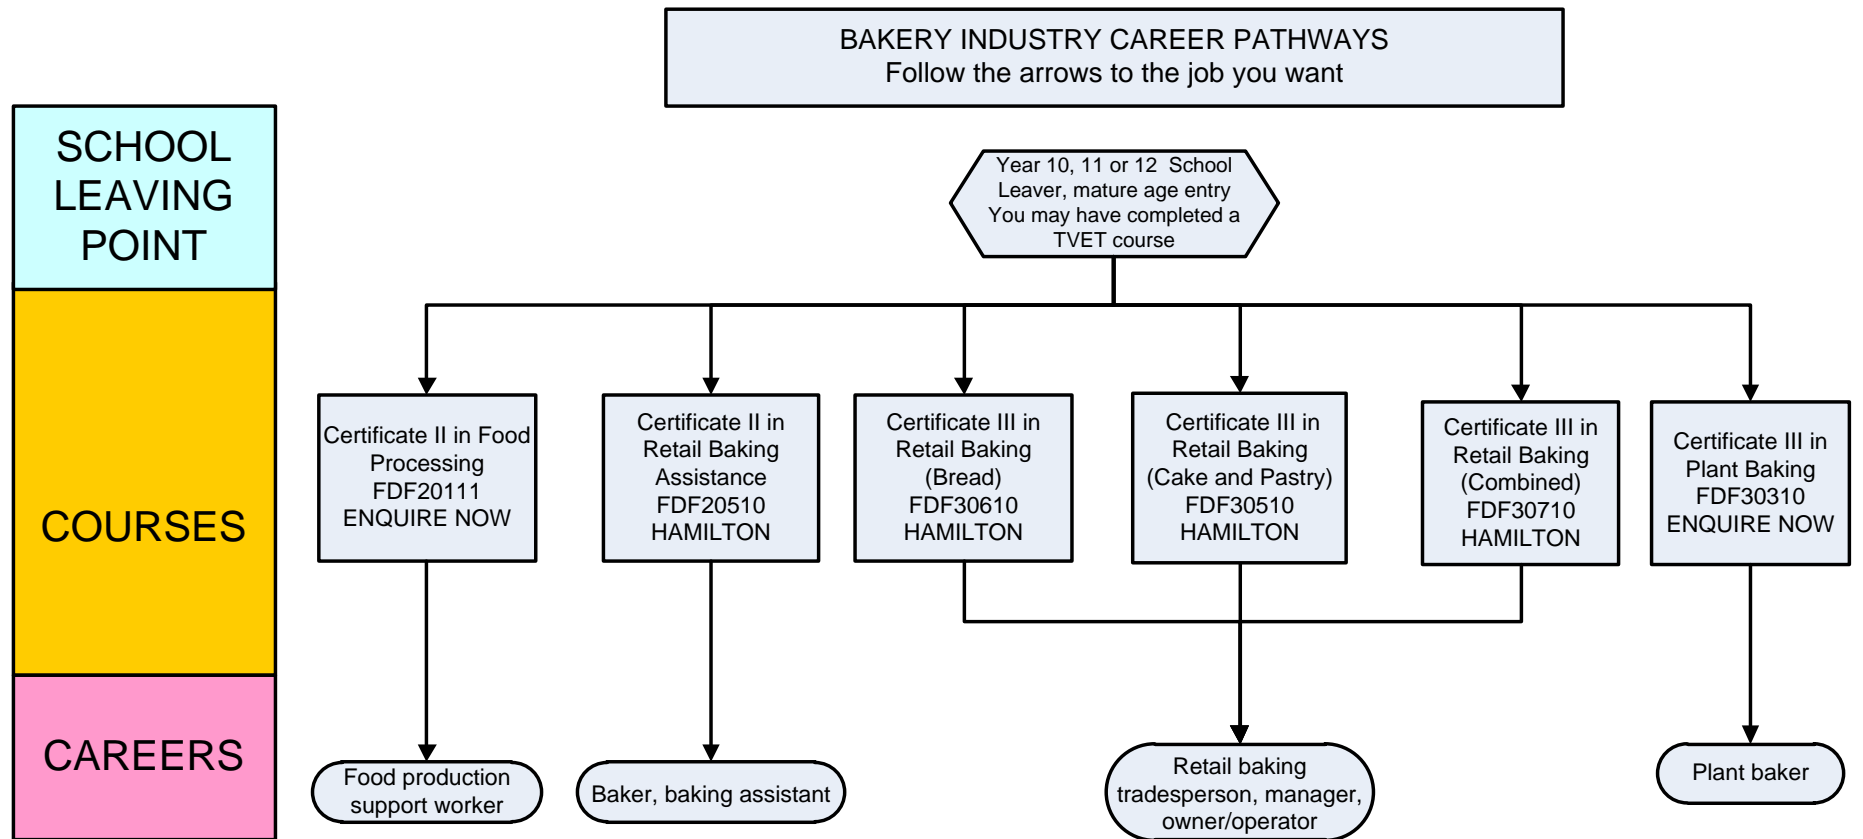 BAKERY INDUSTRY CAREER PATHWAYS
Follow the arrows to the job you want
SCHOOL
LEAVING
POINT
Year 10, 11 or 12  School
Leaver, mature age entry
You may have completed a
TVET course
COURSES
Certificate II in Food
Processing
FDF20111
ENQUIRE NOW
Certificate II in
Retail Baking
Assistance
FDF20510
HAMILTON
Certificate III in
Retail Baking
(Bread)
FDF30610
HAMILTON
Certificate III in
Retail Baking
(Cake and Pastry)
FDF30510
HAMILTON
Certificate III in
Retail Baking
(Combined)
FDF30710
HAMILTON
Certificate III in
Plant Baking
FDF30310
ENQUIRE NOW
CAREERS
Food production
support worker
Baker, baking assistant
Retail baking
tradesperson, manager,
owner/operator
Plant baker